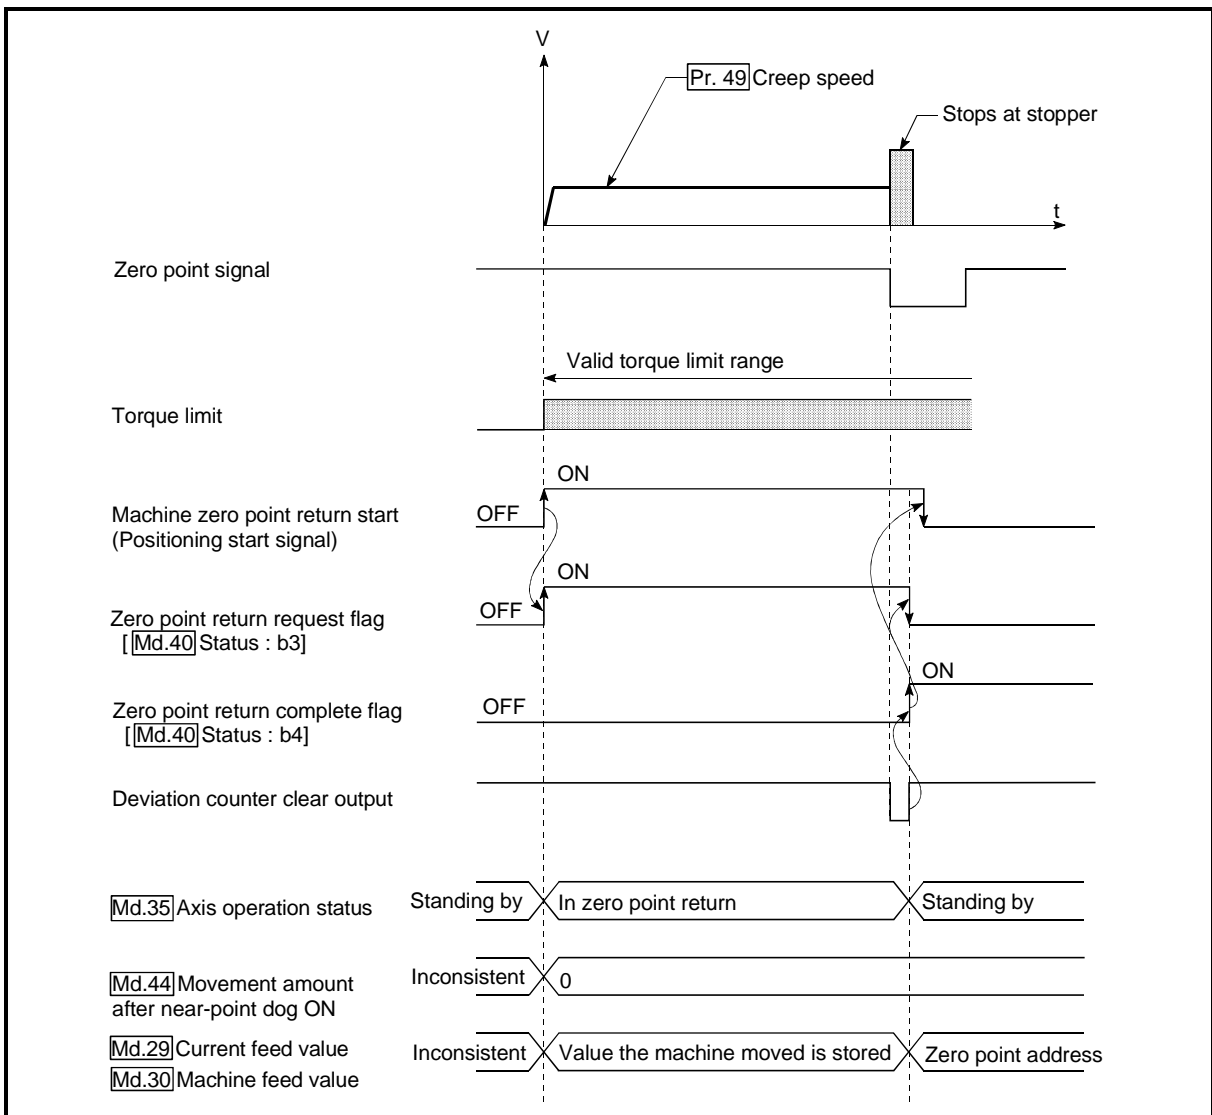 V
Pr. 49 Creep speed
Stops at stopper
t
Zero point signal
Valid torque limit range
Torque limit
ON
OFF
Machine zero point return start
(Positioning start signal)
ON
OFF
Zero point return request flag
[ Md.40 Status : b3]
ON
OFF
Zero point return complete flag
[ Md.40 Status : b4]
Deviation counter clear output
Md.35 Axis operation status
Standing by
In zero point return
Standing by
Md.44 Movement amount
after near-point dog ON
Inconsistent
0
Md.29 Current feed value
Md.30 Machine feed value
Inconsistent
Value the machine moved is stored
Zero point address